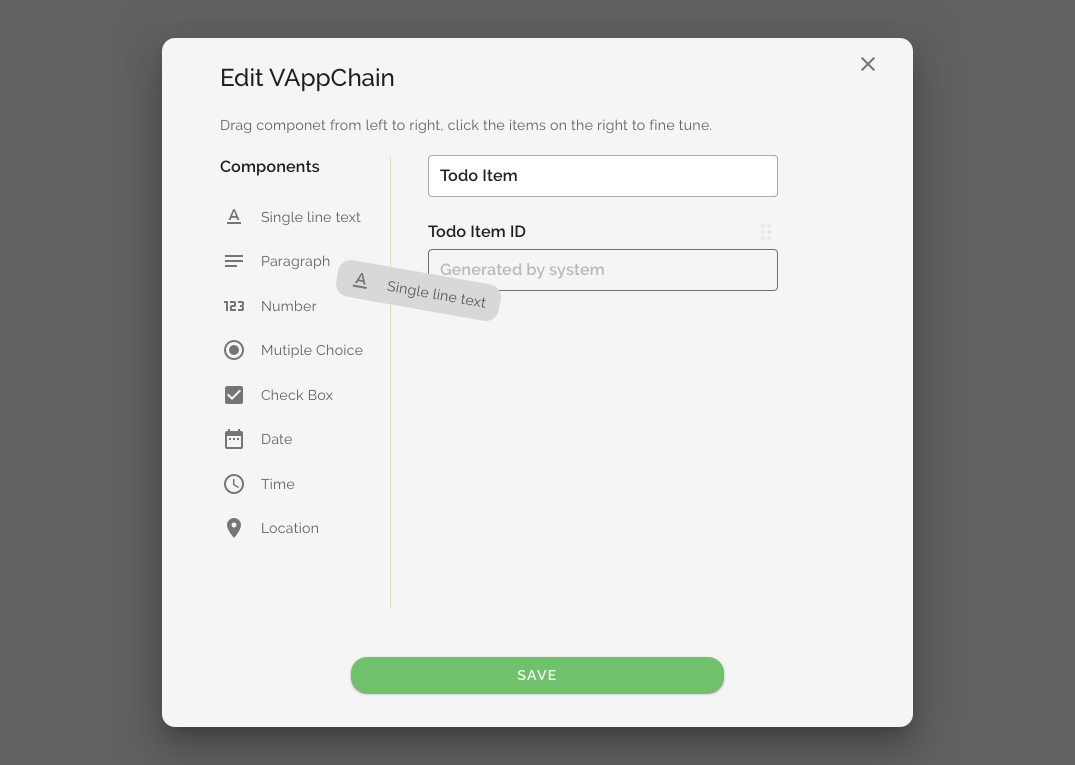 Edit VAppChain
Drag componet from left to right, click the items on the right to fine tune.
Components
Single line text
Paragraph
123 Number
Mutiple Choice
Check Box
Date
Time
Location
Todo Item
Todo Item ID
Generated by system
A Single line text
SAVE